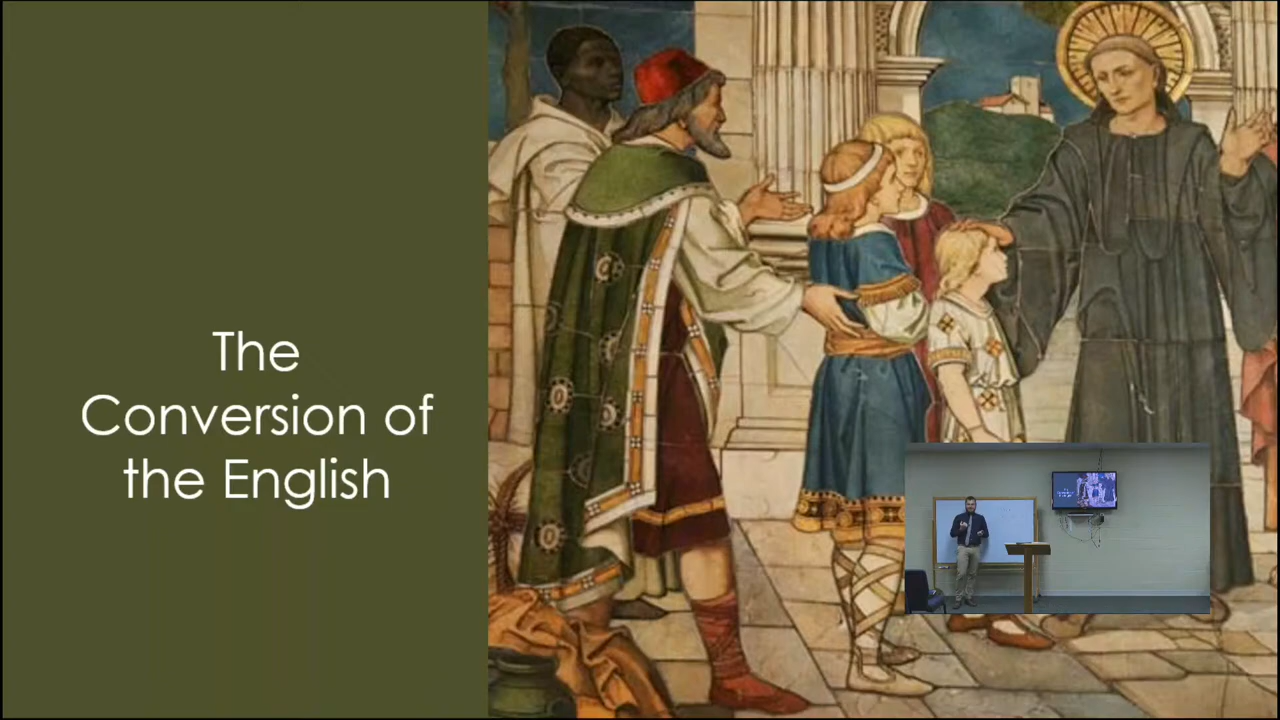 The
Conversion of
the English